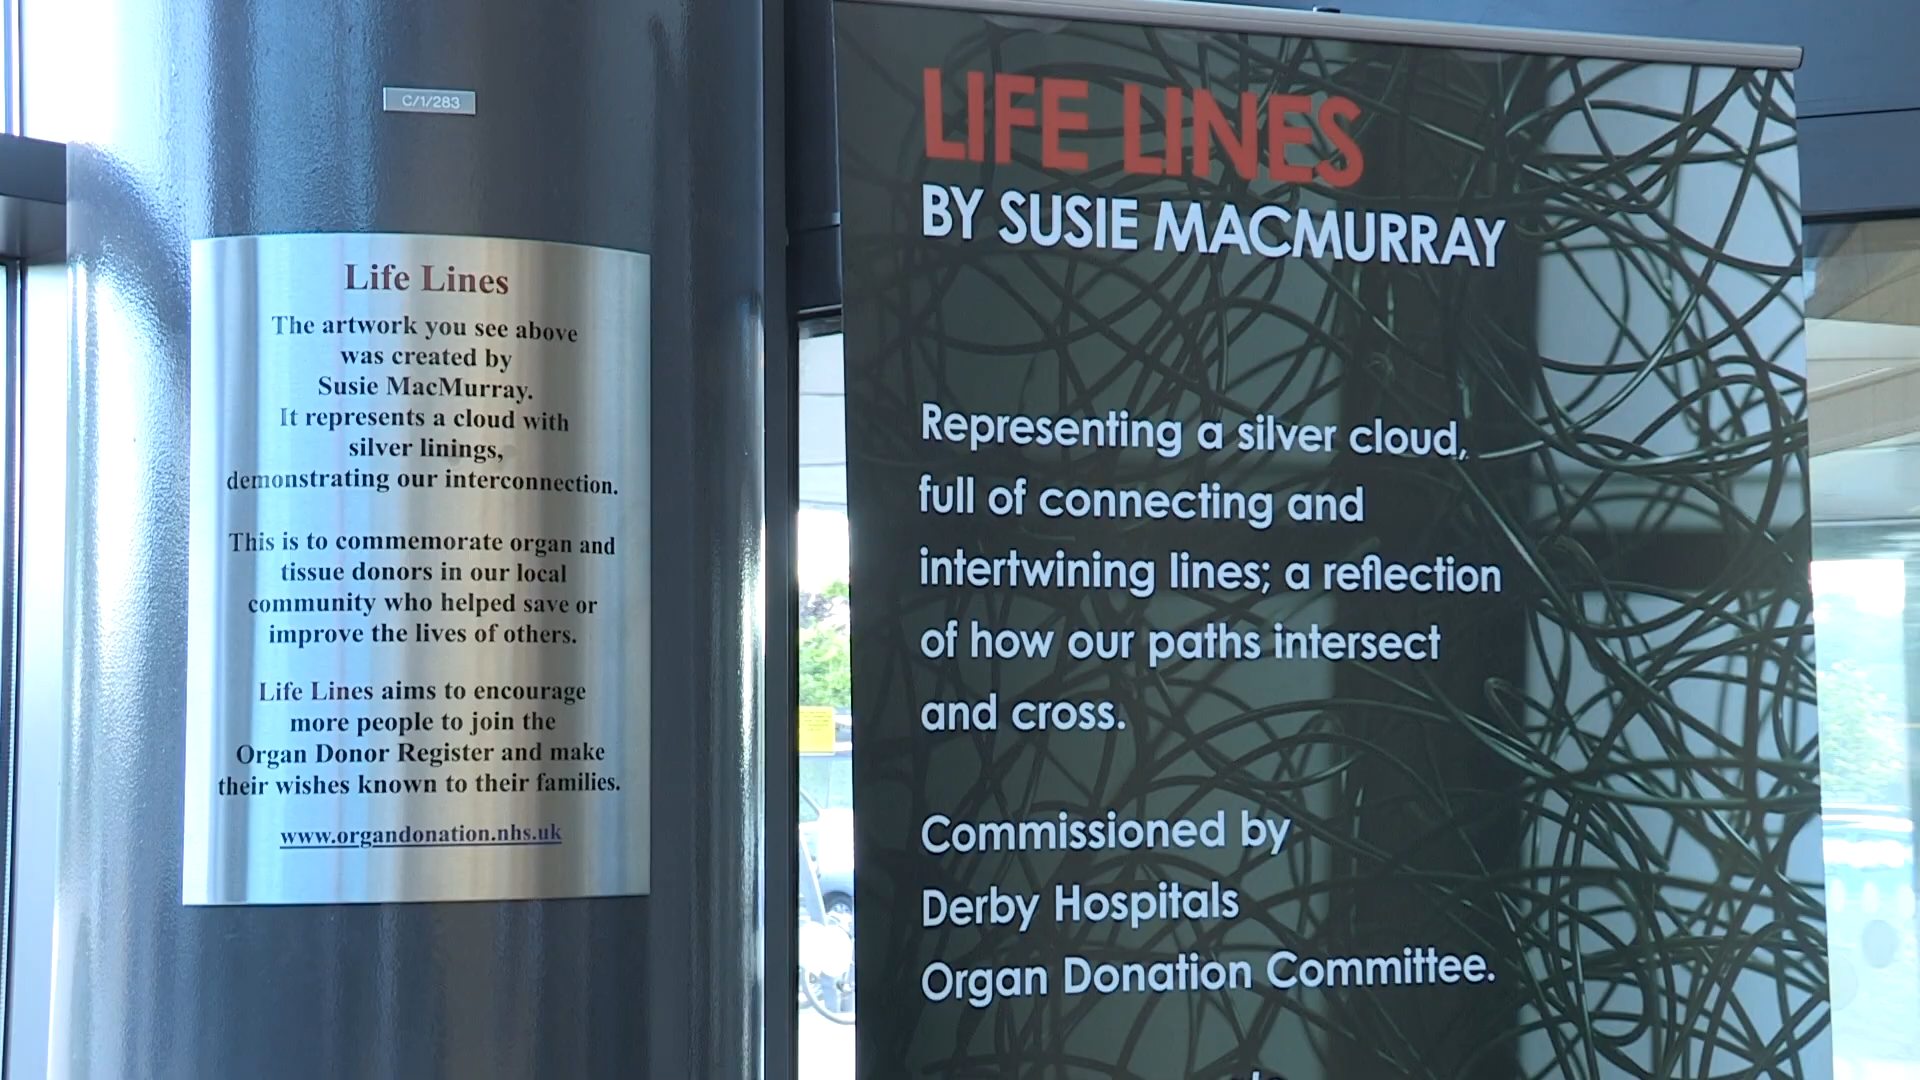 C/1/283
Life Lines
The artwork you see above
was created by
Susie MacMurray.
It represents a cloud with
silver linings,
demonstrating our interconnection.
This is to commemorate organ and
tissue donors in our local
community who helped save or
improve the lives of others.
Life Lines aims to encourage
more people to join the
Organ Donor Register and make
their wishes known to their families.
www.organdonation.nhs.uk
LIFE LINES
BY SUSIE MACMURRAY
Representing a silver cloud,
full of connecting and
intertwining lines; a reflection
of how our paths intersect
and cross.
Commissioned by
Derby Hospitals
Organ Donation Committee.